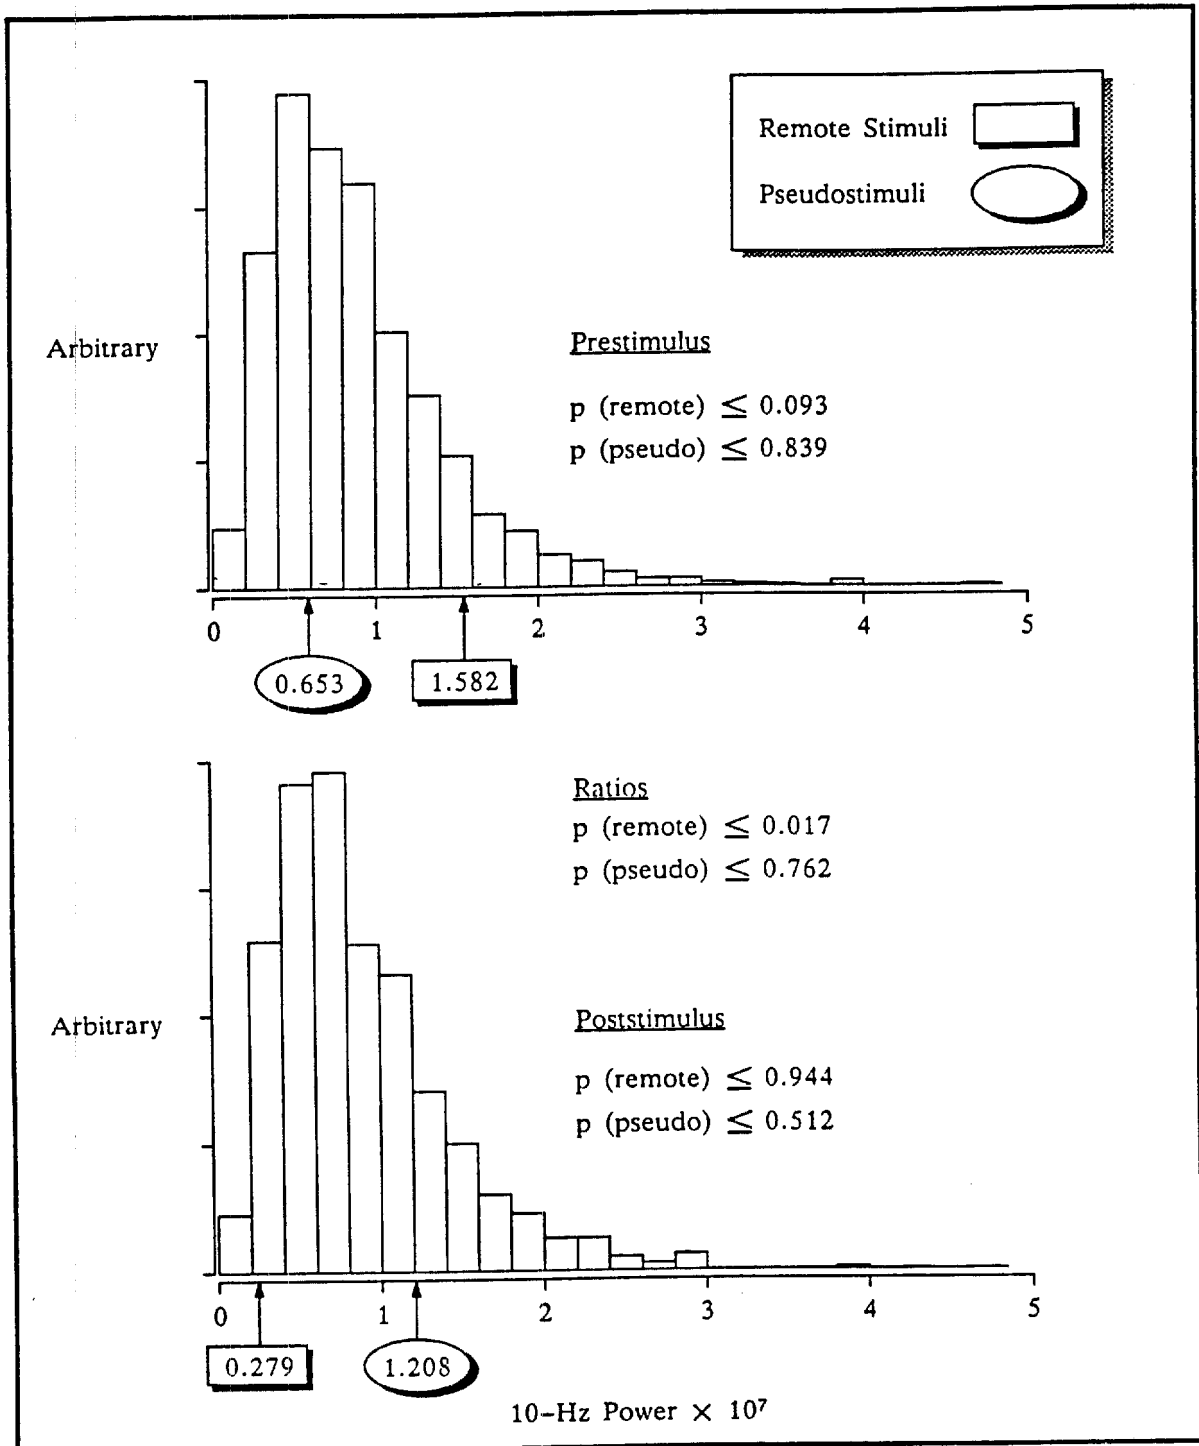 Remote Stimuli
Pseudostimuli
Arbitrary
Prestimulus
p (remote) ≤ 0.093
p (pseudo) ≤ 0.839
0 1 2 3 4 5
0.653 1.582
Ratios
p (remote) ≤ 0.017
p (pseudo) ≤ 0.762
Arbitrary
Poststimulus
p (remote) ≤ 0.944
p (pseudo) ≤ 0.512
0 1 2 3 4 5
0.279 1.208
10-Hz Power × 10⁷